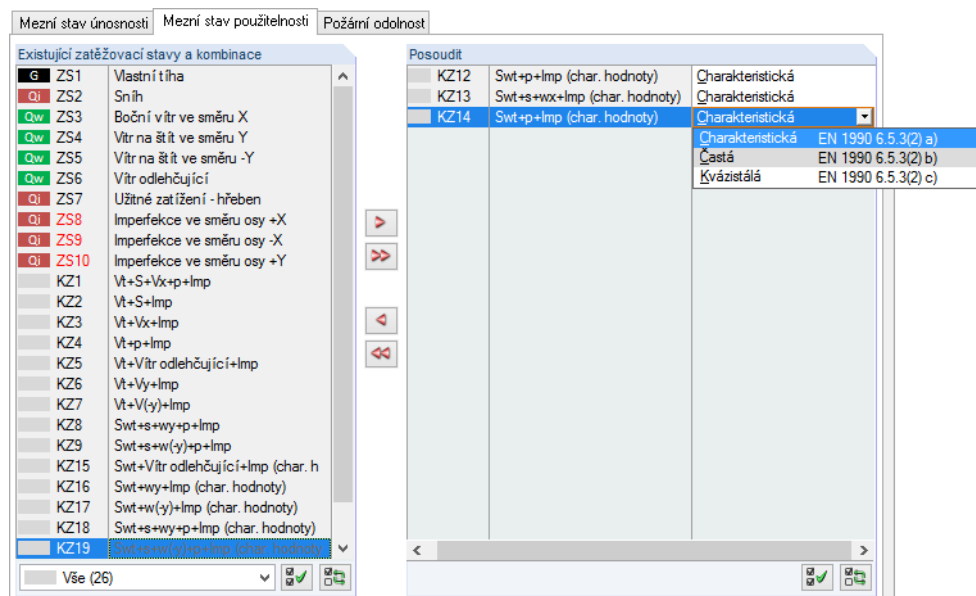 Mezní stav únosnosti Mezní stav použitelnosti Požární odolnost
Existující zatěžovací stavy a kombinace
G ZS1 Vlastní tíha
Qi ZS2 Sníh
Qw ZS3 Boční vítr ve směru X
Qw ZS4 Vitr na štít ve směru Y
Qw ZS5 Vítr na štít ve směru -Y
Qw ZS6 Vítr odlehčující
Qi ZS7 Užitné zatížení - hřeben
Qi ZS8 Imperfekce ve směru osy +X
Qi ZS9 Imperfekce ve směru osy -X
Qi ZS10 Imperfekce ve směru osy +Y
KZ1 Vt+S+Vx+p+Imp
KZ2 Vt+S+Imp
KZ3 Vt+Vx+Imp
KZ4 Vt+p+Imp
KZ5 Vt+Vítr odlehčující+Imp
KZ6 Vt+Vy+Imp
KZ7 Vt+V(-y)+Imp
KZ8 Swt+s+wy+p+Imp
KZ9 Swt+s+w(-y)+p+Imp
KZ15 Swt+Vítr odlehčující+Imp (char. h
KZ16 Swt+wy+Imp (char. hodnoty)
KZ17 Swt+w(-y)+Imp (char. hodnoty)
KZ18 Swt+s+wy+p+Imp (char. hodnoty)
KZ19 Swt+s+w(-y)+p+Imp (char. hodnoty
Vše (26)
> 
>>
<
<<
Posoudit
KZ12 Swt+p+Imp (char. hodnoty) Charakteristická
KZ13 Swt+s+wx+Imp (char. hodnoty) Charakteristická
KZ14 Swt+p+Imp (char. hodnoty) Charakteristická
Charakteristická EN 1990 6.5.3(2) a)
Častá EN 1990 6.5.3(2) b)
Kvázistálá EN 1990 6.5.3(2) c)